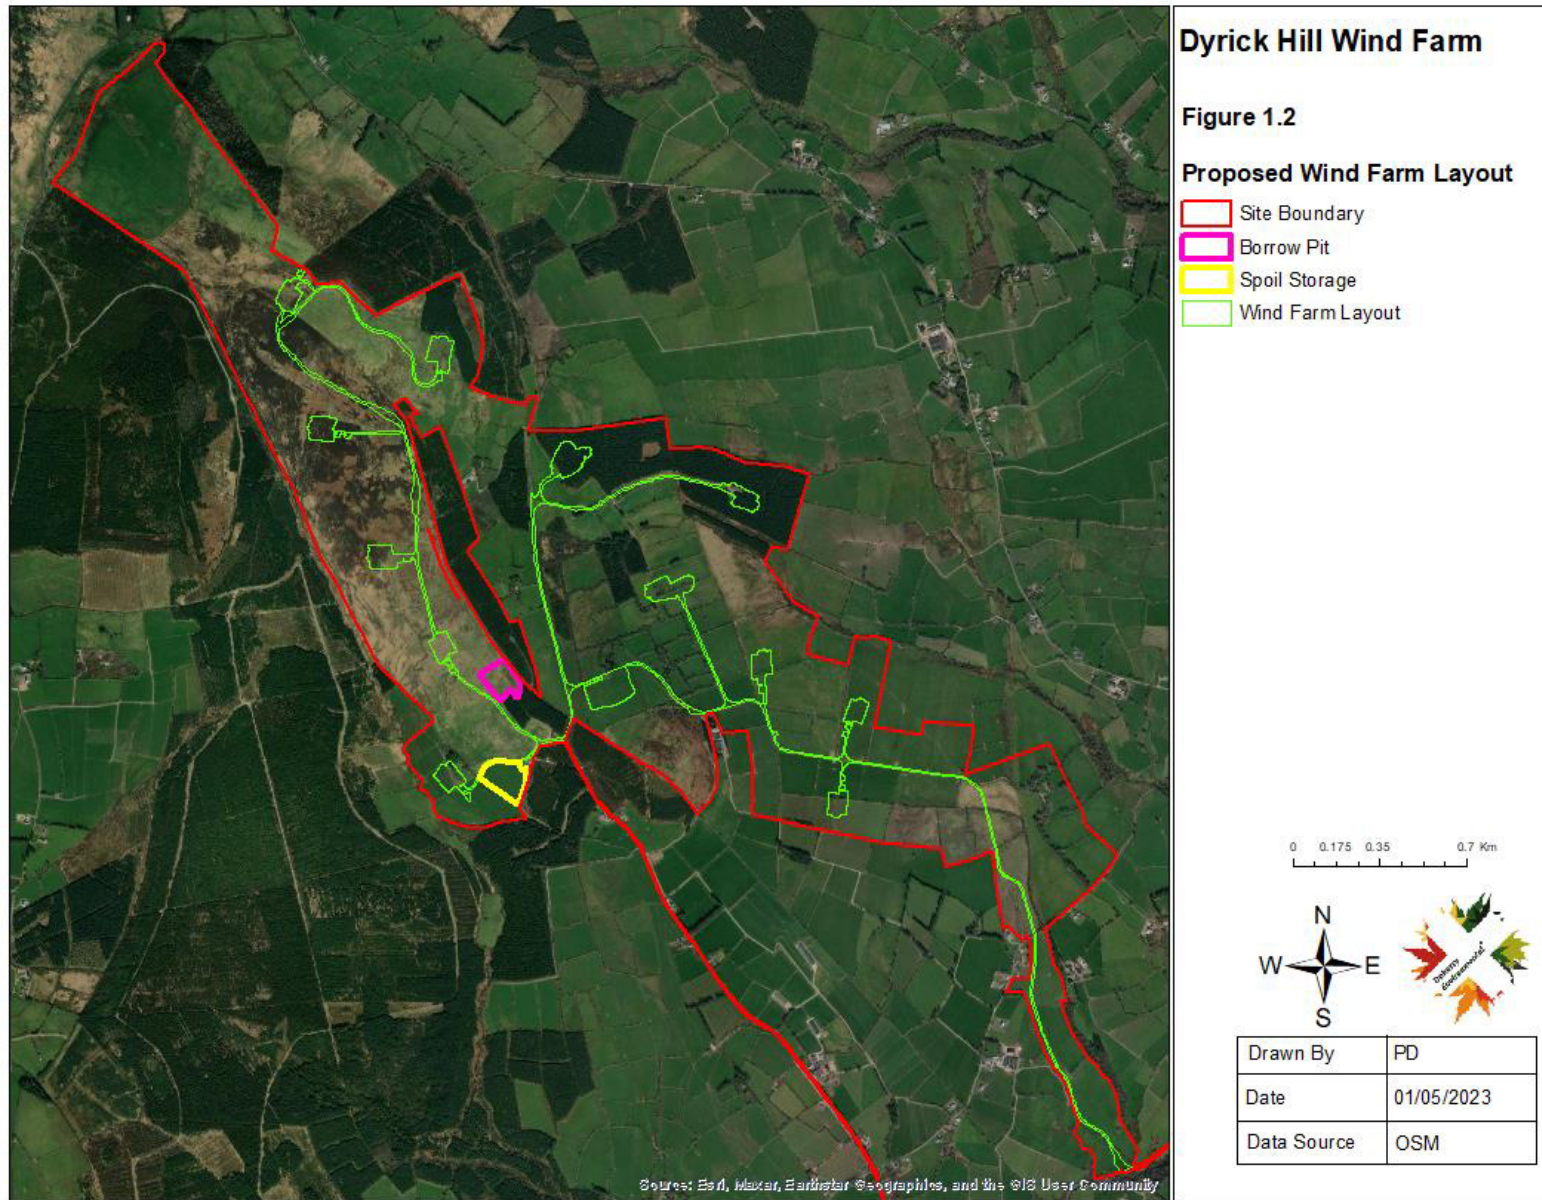 Dyrick Hill Wind Farm
Figure 1.2
Proposed Wind Farm Layout
Site Boundary
Borrow Pit
Spoil Storage
Wind Farm Layout
0 0.175 0.35 0.7 Km
N
W E
S
Drawn By PD
Date 01/05/2023
Data Source OSM
Source: Esri, Maxar, Earthstar Geographics, and the GIS User Community